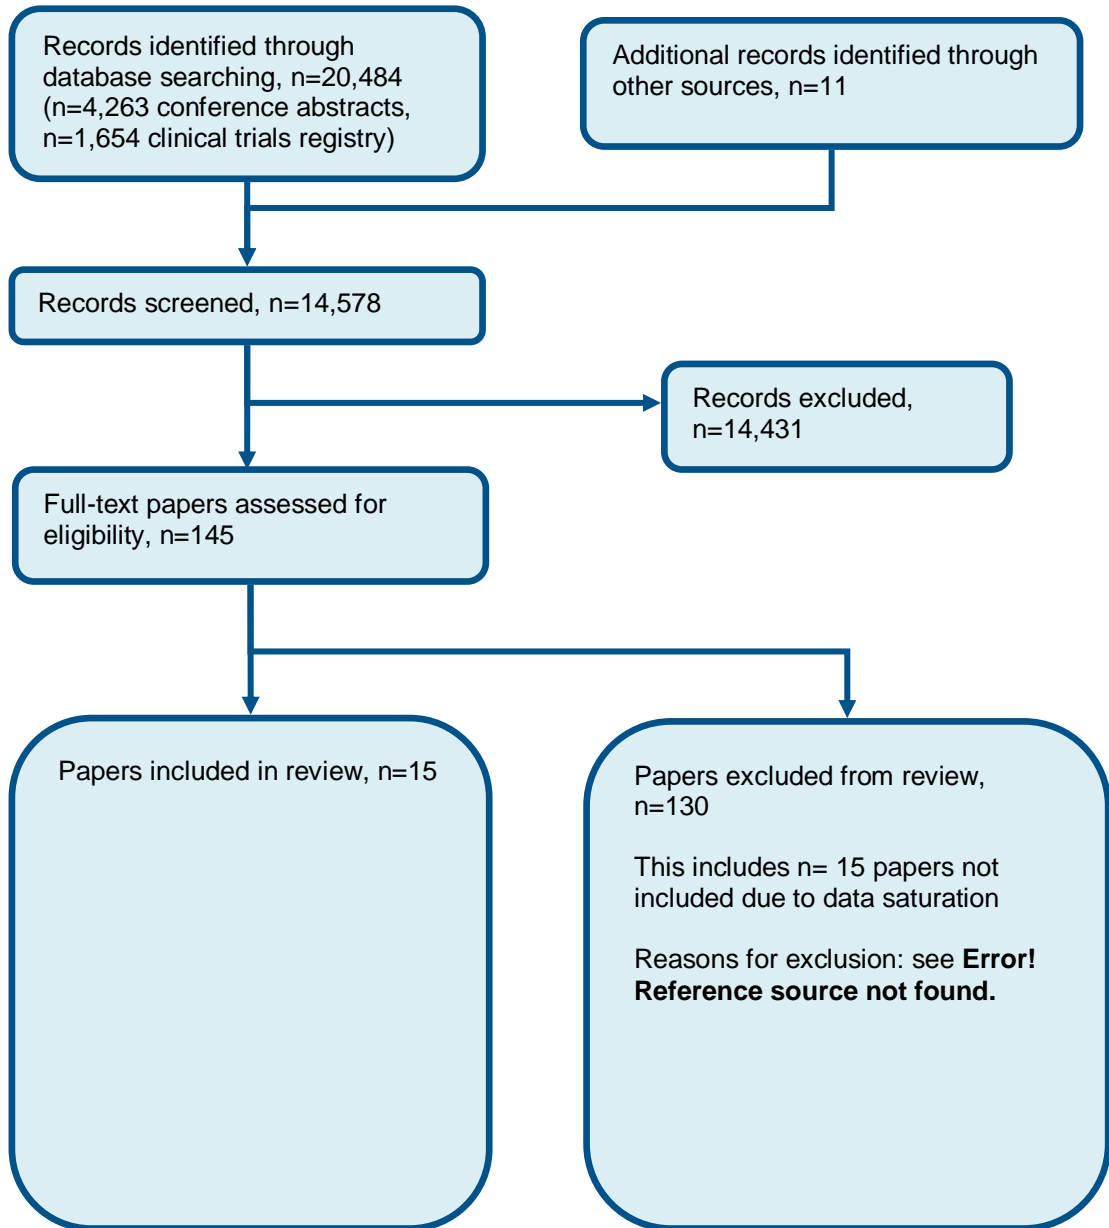 Records identified through
database searching, n=20,484
(n=4,263 conference abstracts,
n=1,654 clinical trials registry)
Additional records identified through
other sources, n=11
Records screened, n=14,578
Records excluded,
n=14,431
Full-text papers assessed for
eligibility, n=145
Papers included in review, n=15
Papers excluded from review,
n=130
This includes n= 15 papers not
included due to data saturation
Reasons for exclusion: see Error!
Reference source not found.